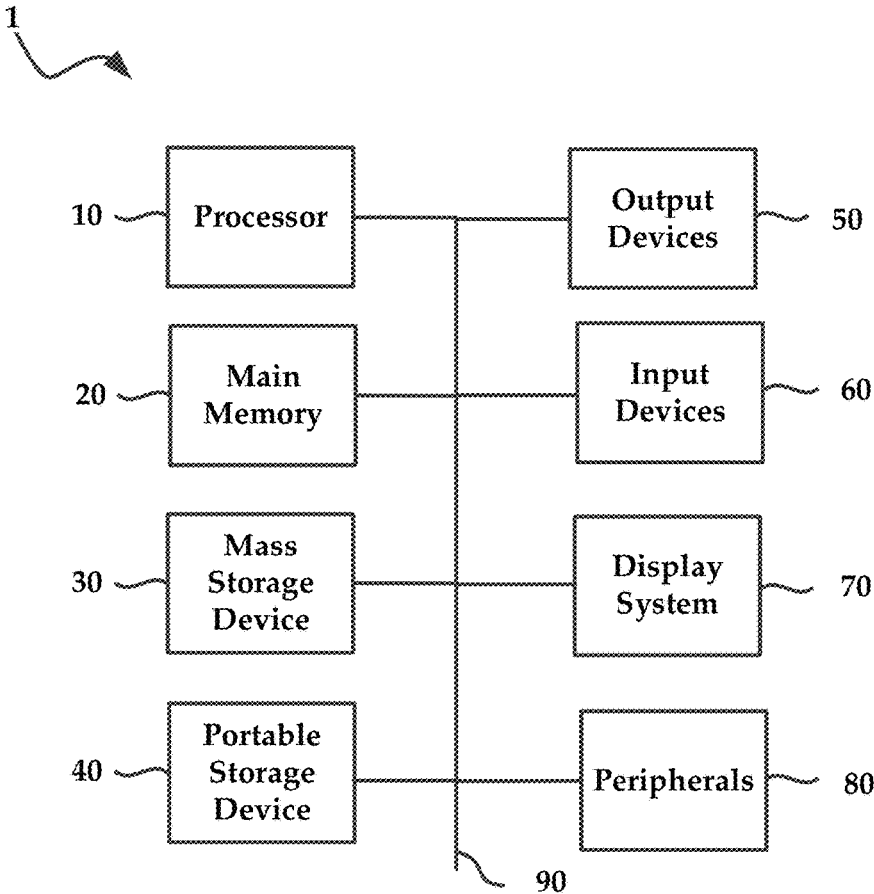 1
10
Processor
Output
Devices
50
20
Main
Memory
Input
Devices
60
30
Mass
Storage
Device
Display
System
70
40
Portable
Storage
Device
Peripherals
80
90